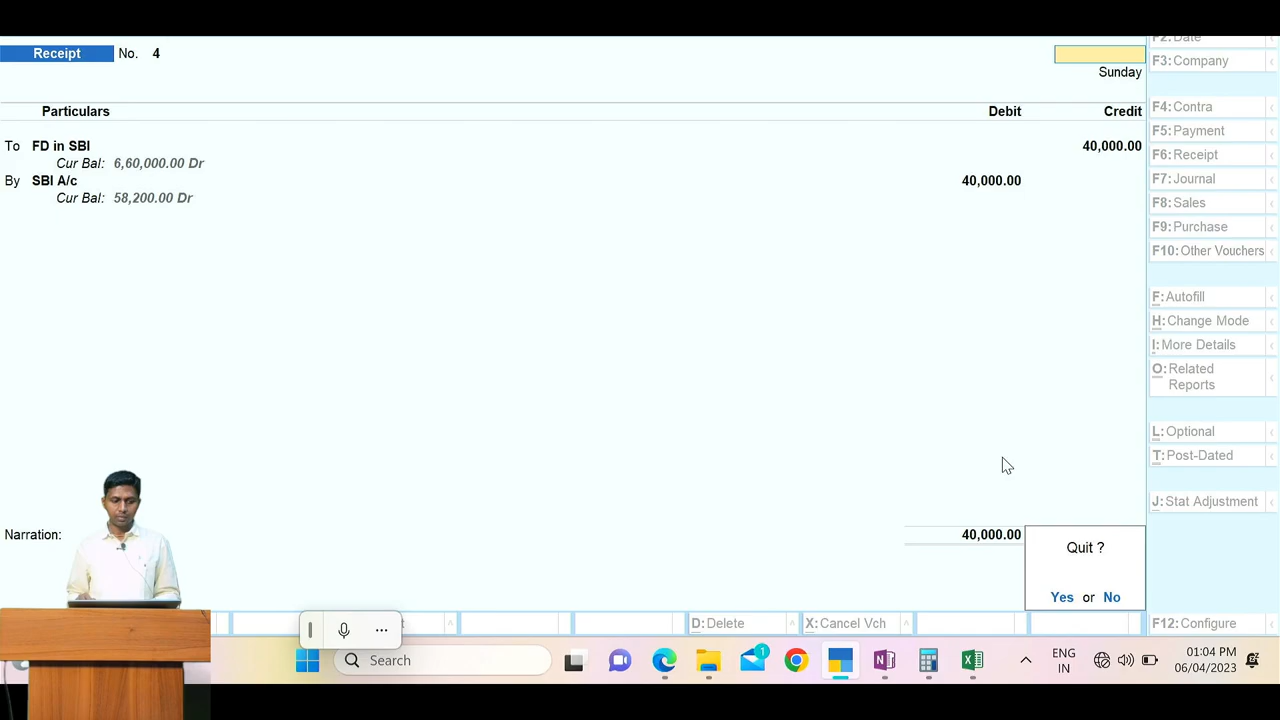 F2: Date
Receipt No. 4
Sunday
F3: Company
Particulars Debit Credit
F4: Contra
F5: Payment
To FD in SBI 40,000.00
F6: Receipt
Cur Bal: 6,60,000.00 Dr
By SBI A/c 40,000.00
F7: Journal
Cur Bal: 58,200.00 Dr
F8: Sales
F9: Purchase
F10: Other Vouchers
F: Autofill
H: Change Mode
I: More Details
O: Related
Reports
L: Optional
T: Post-Dated
J: Stat Adjustment
Narration: 40,000.00
Quit ?
Yes or No
D: Delete X: Cancel Vch F12: Configure
Search
1
ENG
IN
01:04 PM
06/04/2023